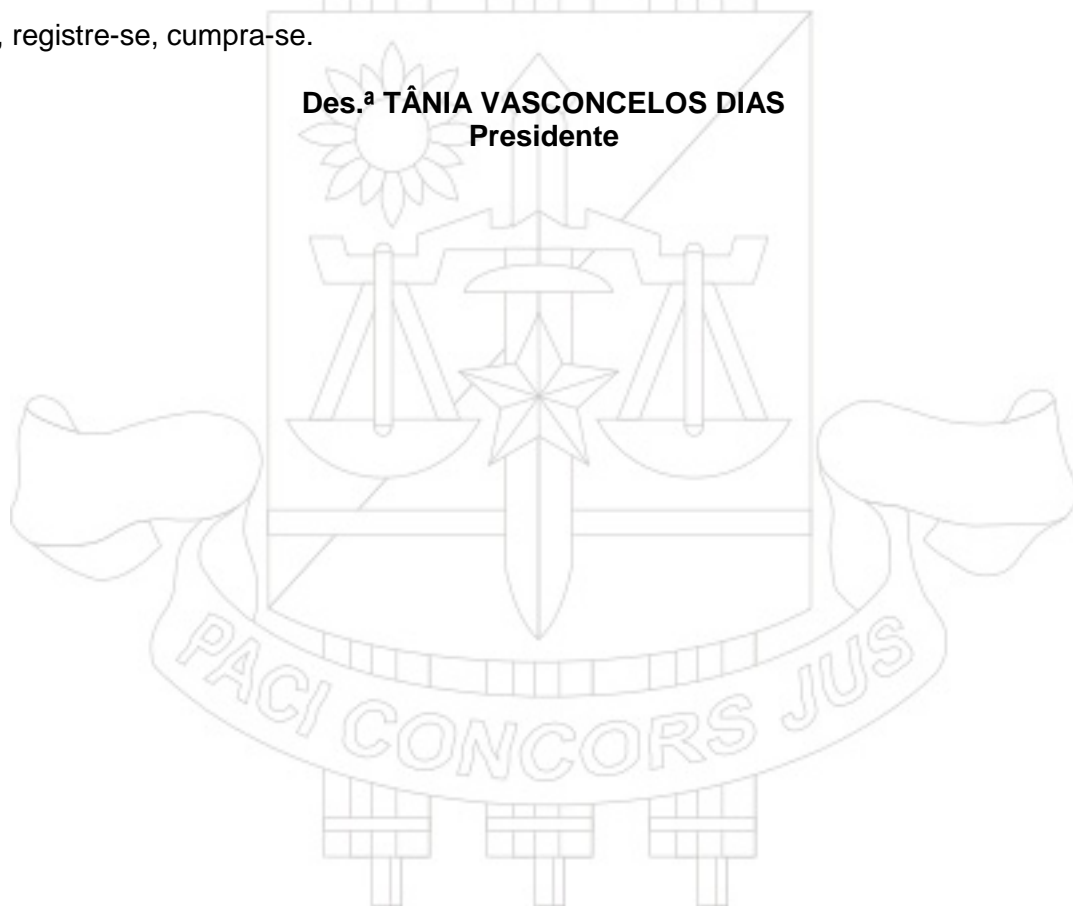 , registre-se, cumpra-se.
Des.ª TÂNIA VASCONCELOS DIAS
Presidente
PACI CONCORS JUS